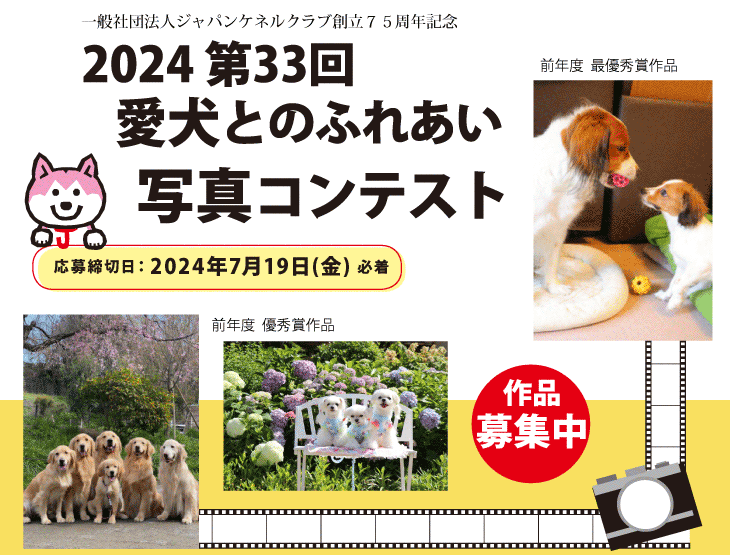 一般社団法人ジャパンケネルクラブ創立７５周年記念
2024 第33回
愛犬とのふれあい
写真コンテスト
前年度 最優秀賞作品
J
応募締切日：2024年7月19日(金) 必着
前年度 優秀賞作品
作品
募集中